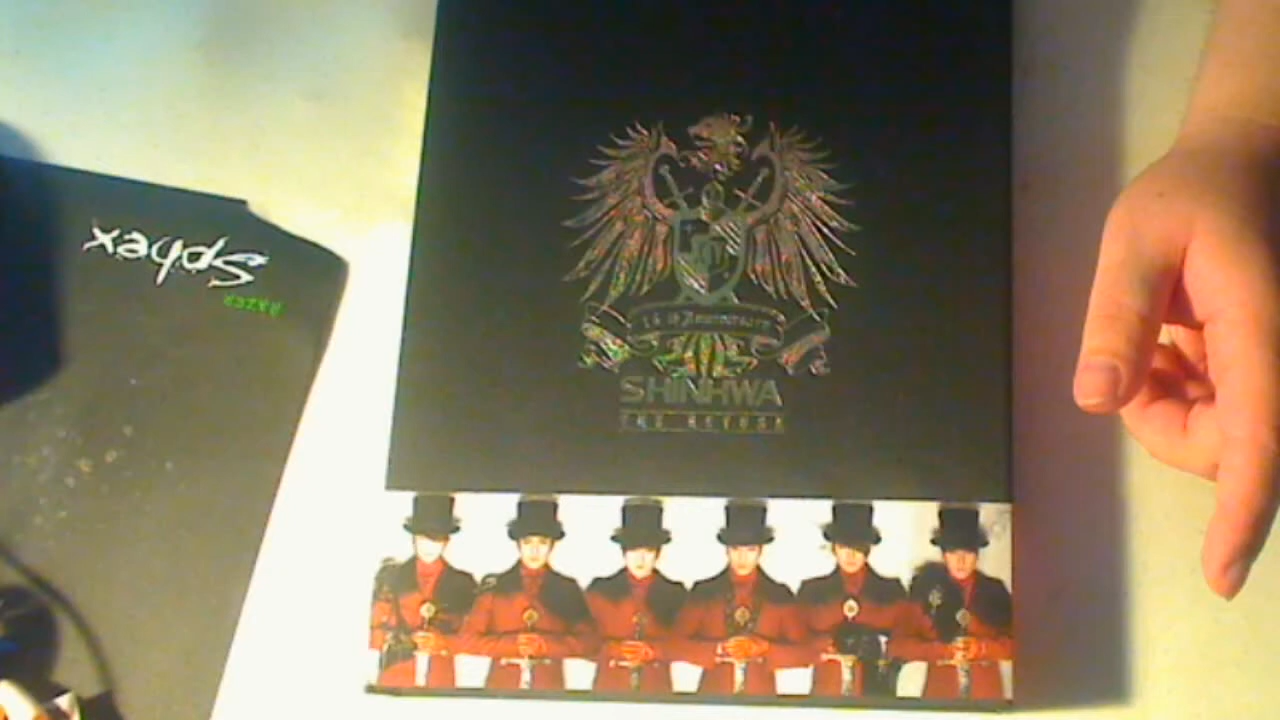 Sphex
RAZER
14th Anniversary
SHINHWA
THE RETURN